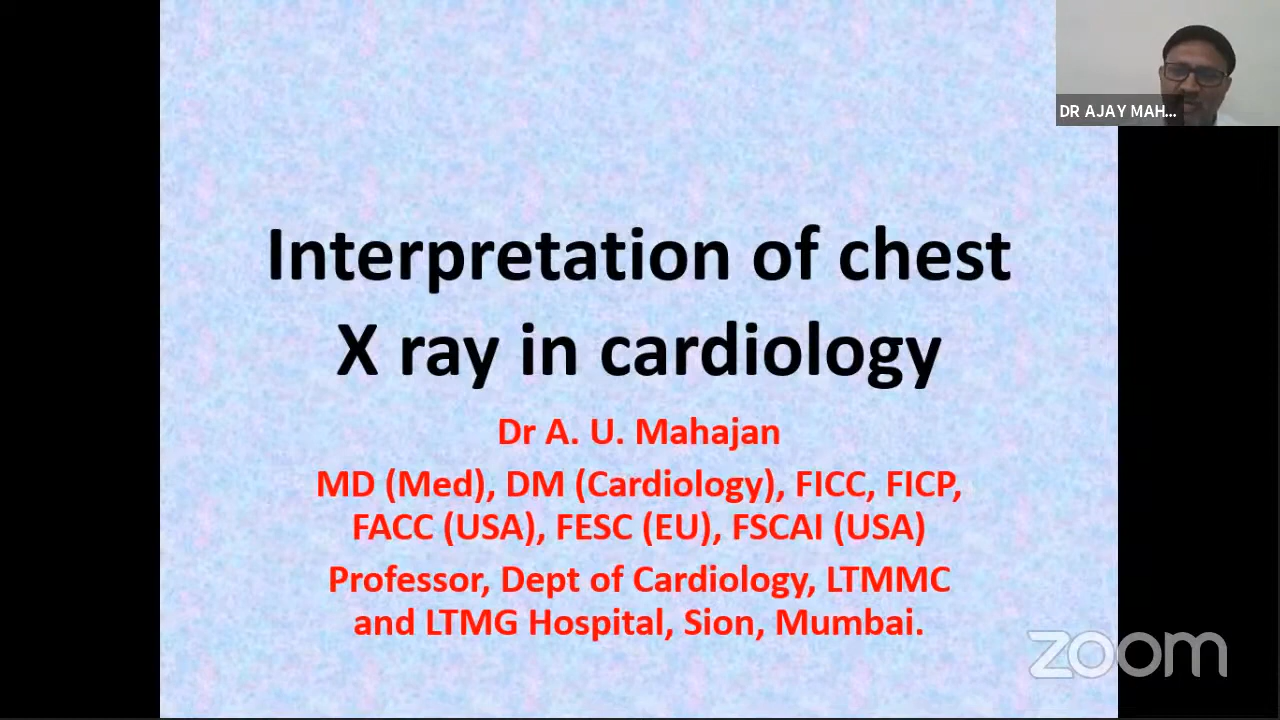 DR AJAY MAH...
Interpretation of chest
X ray in cardiology
Dr A. U. Mahajan
MD (Med), DM (Cardiology), FICC, FICP,
FACC (USA), FESC (EU), FSCAI (USA)
Professor, Dept of Cardiology, LTMMC
and LTMG Hospital, Sion, Mumbai.
zoom